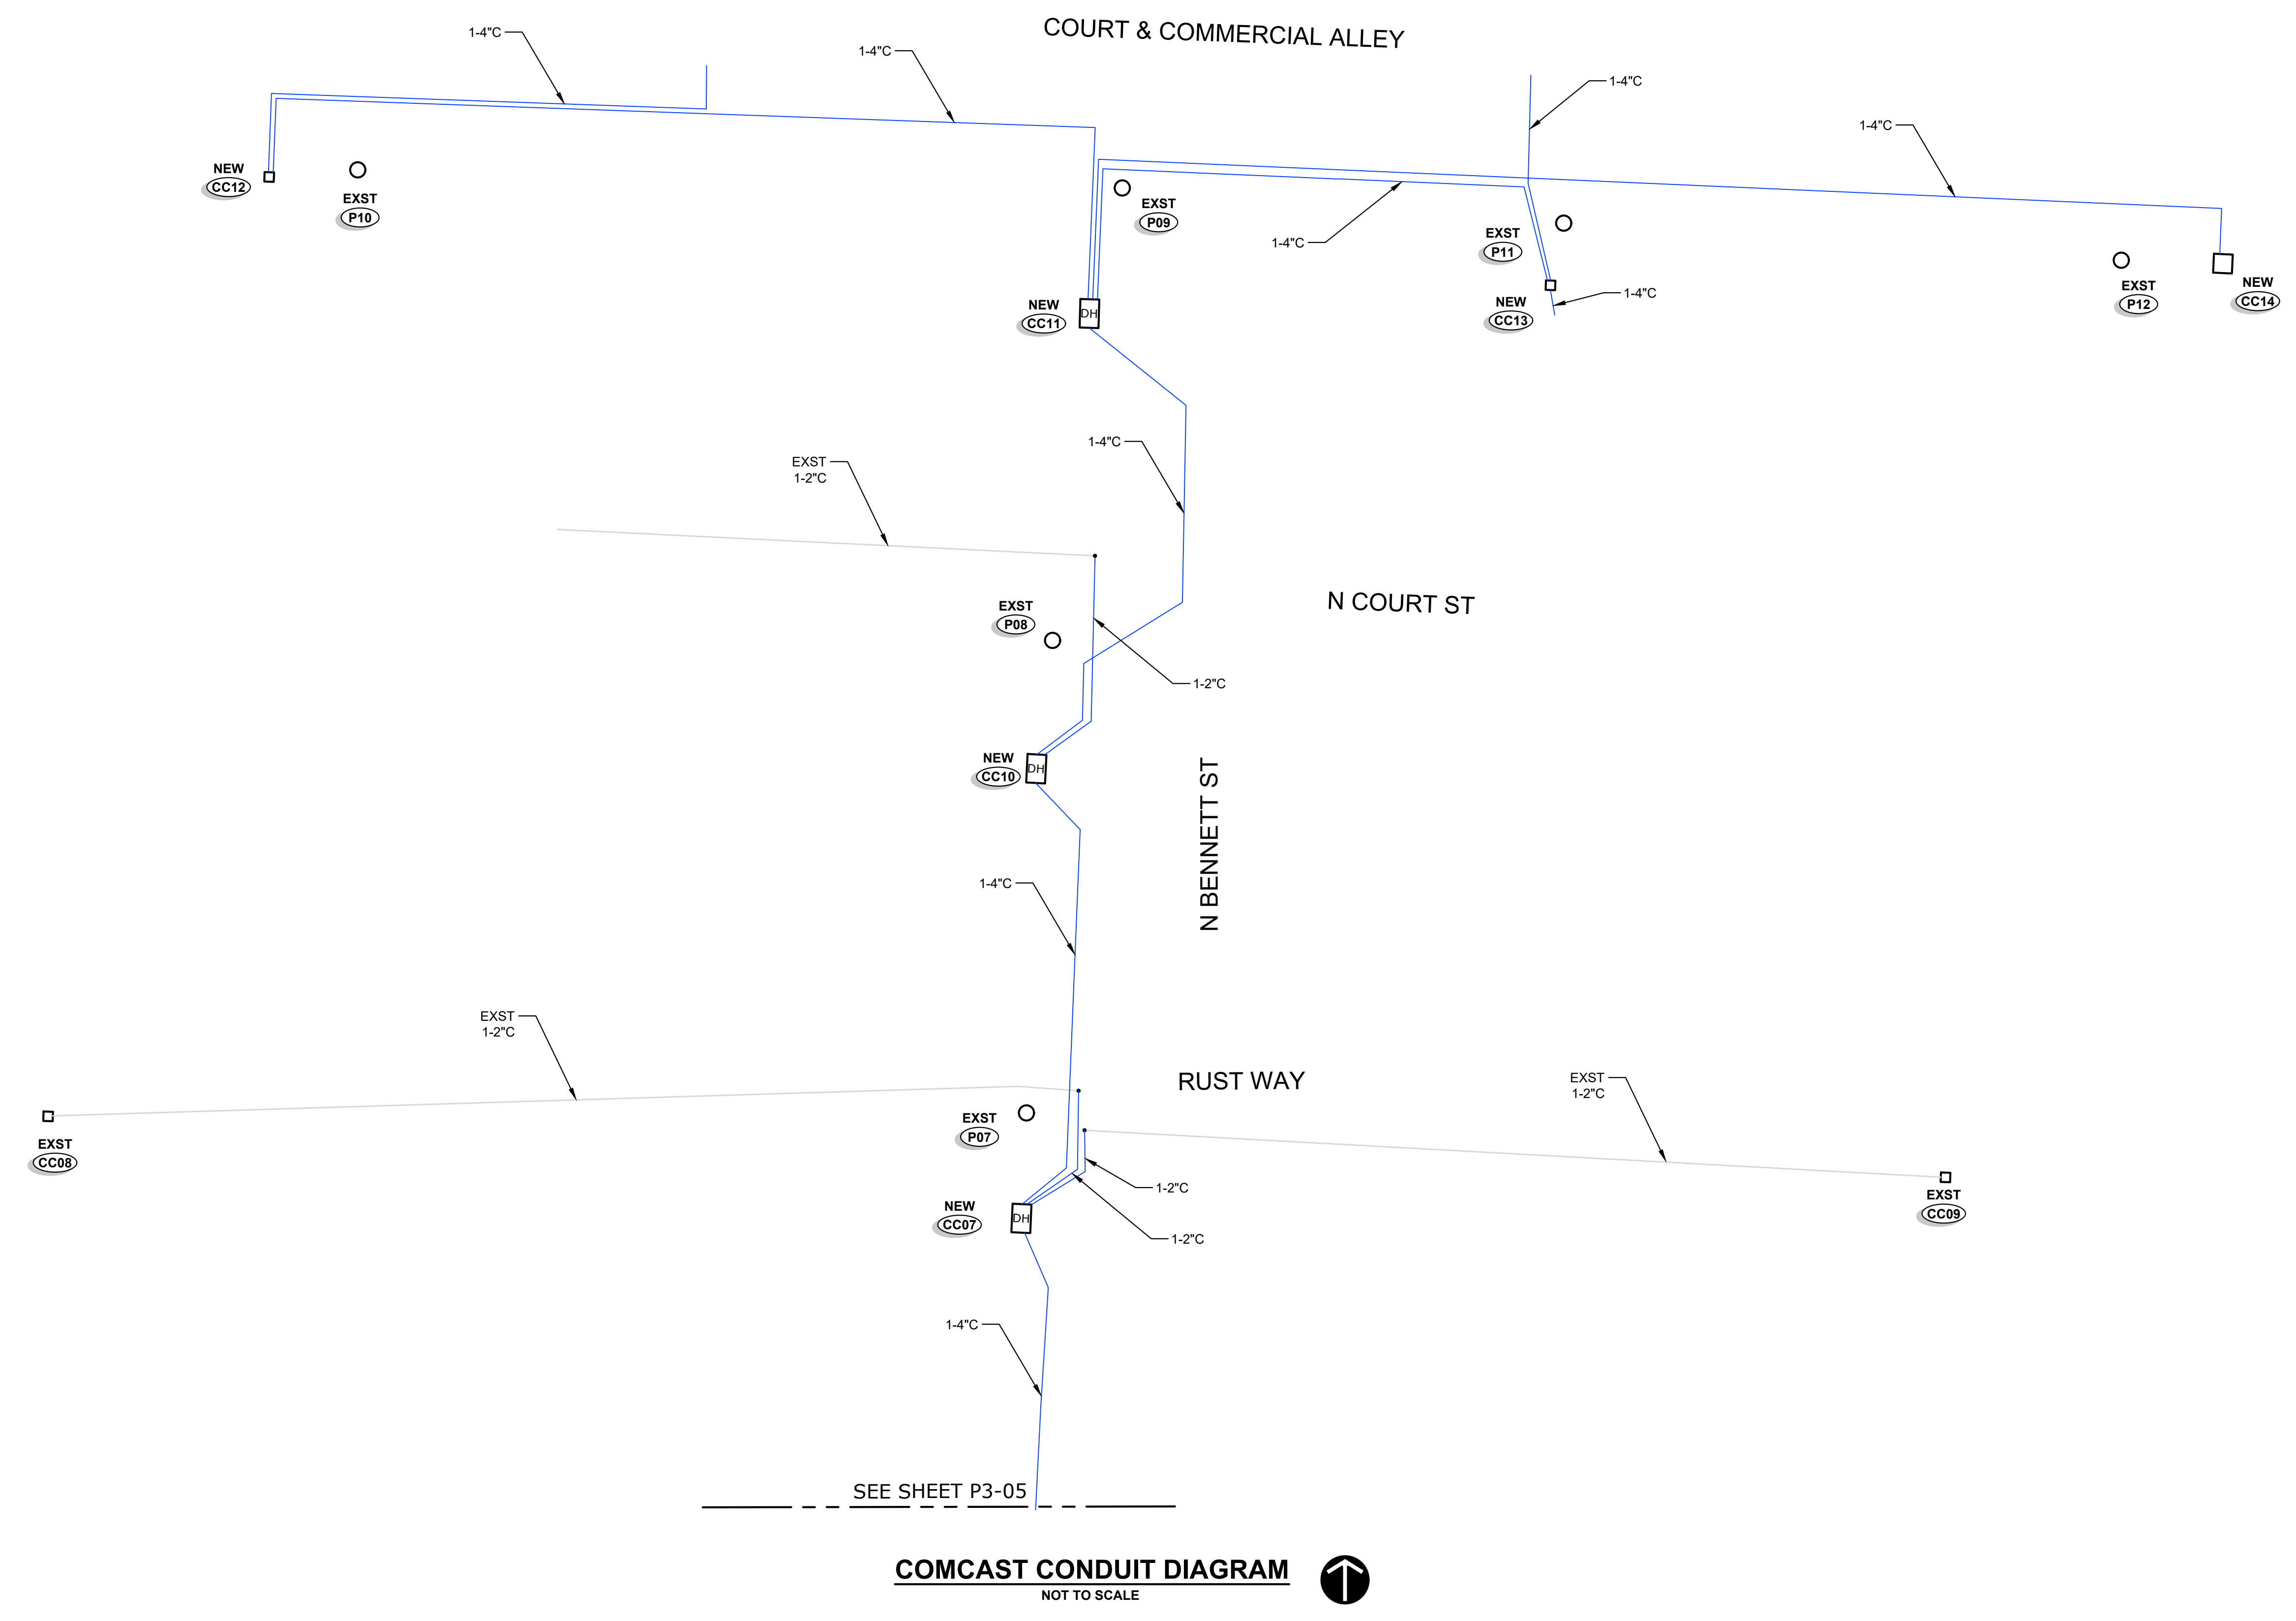 COURT & COMMERCIAL ALLEY
1-4"C
1-4"C
1-4"C
1-4"C
NEW
CC12
EXST
P10
EXST
P09
1-4"C
EXST
P11
EXST
P12
NEW
CC14
NEW
CC11
DH
NEW
CC13
1-4"C
1-4"C
EXST
1-2"C
N COURT ST
EXST
P08
1-2"C
NEW
CC10
DH
N BENNETT ST
1-4"C
EXST
1-2"C
RUST WAY
EXST
1-2"C
EXST
CC08
EXST
P07
1-2"C
EXST
CC09
NEW
CC07
DH
1-2"C
1-4"C
SEE SHEET P3-05
COMCAST CONDUIT DIAGRAM
NOT TO SCALE